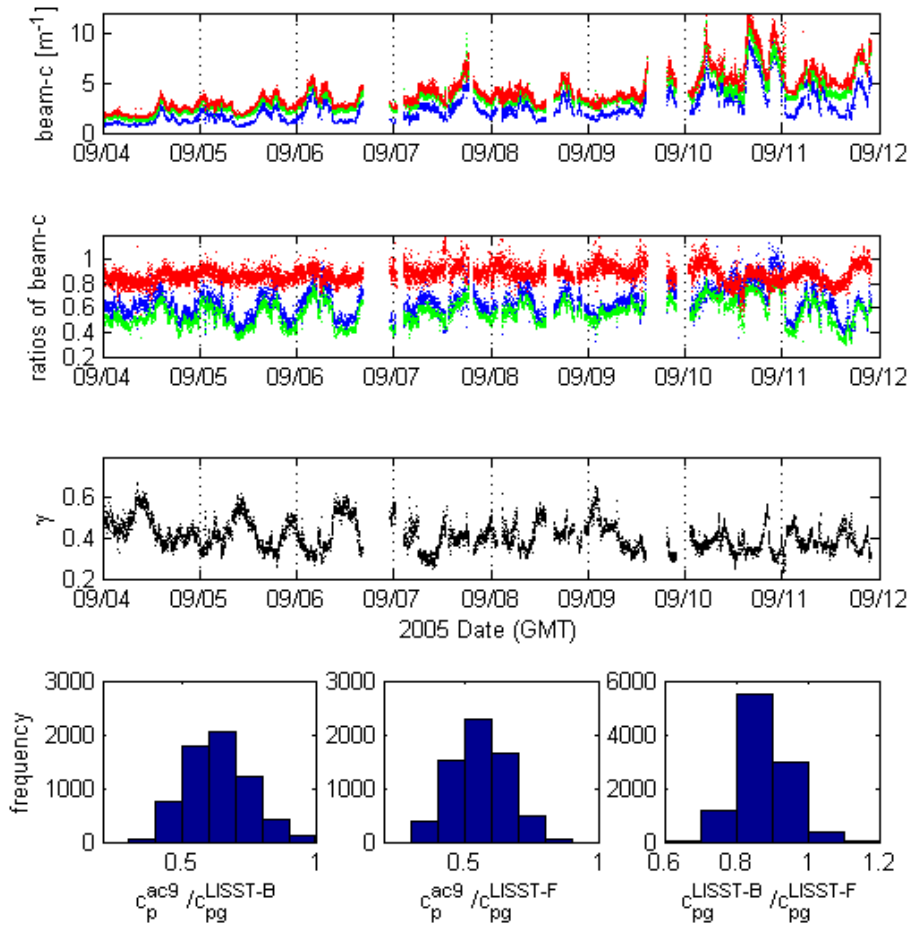 beam-c [m⁻¹]
10
5
0
09/04 09/05 09/06 09/07 09/08 09/09 09/10 09/11 09/12
ratios of beam-c
1
0.8
0.6
0.4
0.2
09/04 09/05 09/06 09/07 09/08 09/09 09/10 09/11 09/12
γ
0.6
0.4
0.2
09/04 09/05 09/06 09/07 09/08 09/09 09/10 09/11 09/12
2005 Date (GMT)
frequency
3000
2000
1000
0
0.5 1
c_p^ac9/c_pg^LISST-B
3000
2000
1000
0
0.5 1
c_p^ac9/c_pg^LISST-F
6000
4000
2000
0
0.6 0.8 1 1.2
c_pg^LISST-B/c_pg^LISST-F